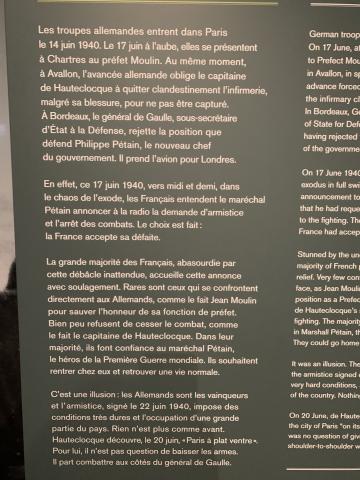 Les troupes allemandes entrent dans Paris
le 14 juin 1940. Le 17 juin à l'aube, elles se présentent
à Chartres au préfet Moulin. Au même moment,
à Avallon, l'avancée allemande oblige le capitaine
de Hauteclocque à quitter clandestinement l'infirmerie,
malgré sa blessure, pour ne pas être capturé.
À Bordeaux, le général de Gaulle, sous-secrétaire
d'État à la Défense, rejette la position que
défend Philippe Pétain, le nouveau chef
du gouvernement. Il prend l'avion pour Londres.
En effet, ce 17 juin 1940, vers midi et demi, dans
le chaos de l'exode, les Français entendent le maréchal
Pétain annoncer à la radio la demande d'armistice
et l'arrêt des combats. Le choix est fait :
la France accepte sa défaite.
La grande majorité des Français, abasourdie par
cette débâcle inattendue, accueille cette annonce
avec soulagement. Rares sont ceux qui se confrontent
directement aux Allemands, comme le fait Jean Moulin
pour sauver l'honneur de sa fonction de préfet.
Bien peu refusent de cesser le combat, comme
le fait le capitaine de Hauteclocque. Dans leur
majorité, ils font confiance au maréchal Pétain,
le héros de la Première Guerre mondiale. Ils souhaitent
rentrer chez eux et retrouver une vie normale.
C'est une illusion : les Allemands sont les vainqueurs
et l'armistice, signé le 22 juin 1940, impose des
conditions très dures et l'occupation d'une grande
partie du pays. Rien n'est plus comme avant.
Hauteclocque découvre, le 20 juin, « Paris à plat ventre ».
Pour lui, il n'est pas question de baisser les armes.
Il part combattre aux côtés du général de Gaulle.
German troop
On 17 June, a
to Prefect Mou
in Avallon, in s
advance forced
the infirmary cl
In Bordeaux, G
of State for Def
having rejected
of the governme
On 17 June 1940
exodus in full swi
announcement to
that he had reque
to the fighting. Th
France had accep
Stunned by the un
majority of French p
relief. Very few con
face, as Jean Mouli
position as a Prefec
de Hauteclocque's
fighting. The majorit
in Marshal Pétain, th
They could go home
It was an illusion. The
the armistice signed o
very hard conditions,
of the country. Nothin
On 20 June, de Haute
the city of Paris "on its
was no question of giv
shoulder-to-shoulder w